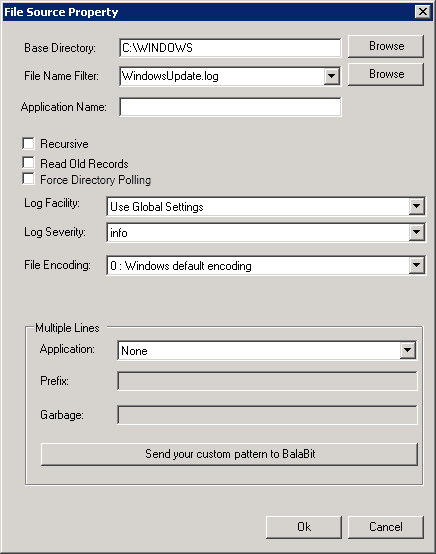 File Source Property
Base Directory: C:\WINDOWS Browse
File Name Filter: WindowsUpdate.log Browse
Application Name:
Recursive
Read Old Records
Force Directory Polling
Log Facility: Use Global Settings
Log Severity: info
File Encoding: 0 : Windows default encoding
Multiple Lines
Application: None
Prefix:
Garbage:
Send your custom pattern to BalaBit
Ok Cancel